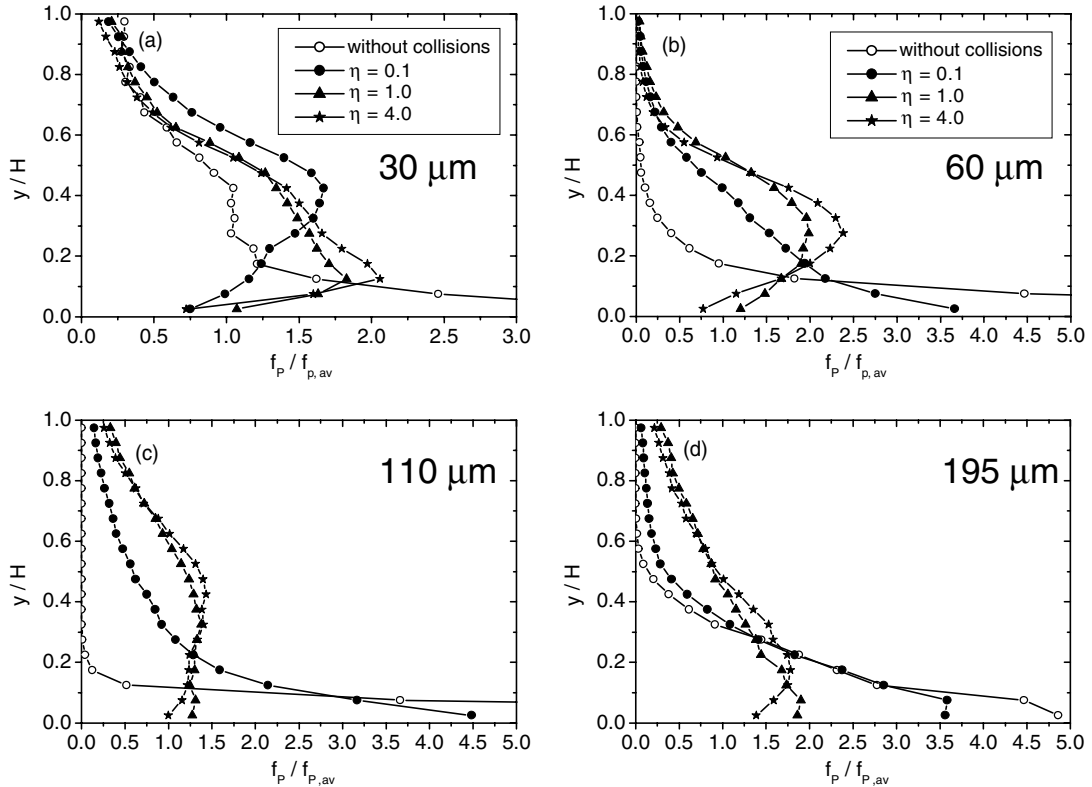 (a)
without collisions
η = 0.1
η = 1.0
η = 4.0
30 μm
y / H
1.0
0.8
0.6
0.4
0.2
0.0
0.0 0.5 1.0 1.5 2.0 2.5 3.0
f_P / f_p,av
(b)
without collisions
η = 0.1
η = 1.0
η = 4.0
60 μm
y / H
1.0
0.8
0.6
0.4
0.2
0.0
0.0 0.5 1.0 1.5 2.0 2.5 3.0 3.5 4.0 4.5 5.0
f_P / f_p,av
(c)
110 μm
y / H
1.0
0.8
0.6
0.4
0.2
0.0
0.0 0.5 1.0 1.5 2.0 2.5 3.0 3.5 4.0 4.5 5.0
f_P / f_P,av
(d)
195 μm
y / H
1.0
0.8
0.6
0.4
0.2
0.0
0.0 0.5 1.0 1.5 2.0 2.5 3.0 3.5 4.0 4.5 5.0
f_P / f_P,av